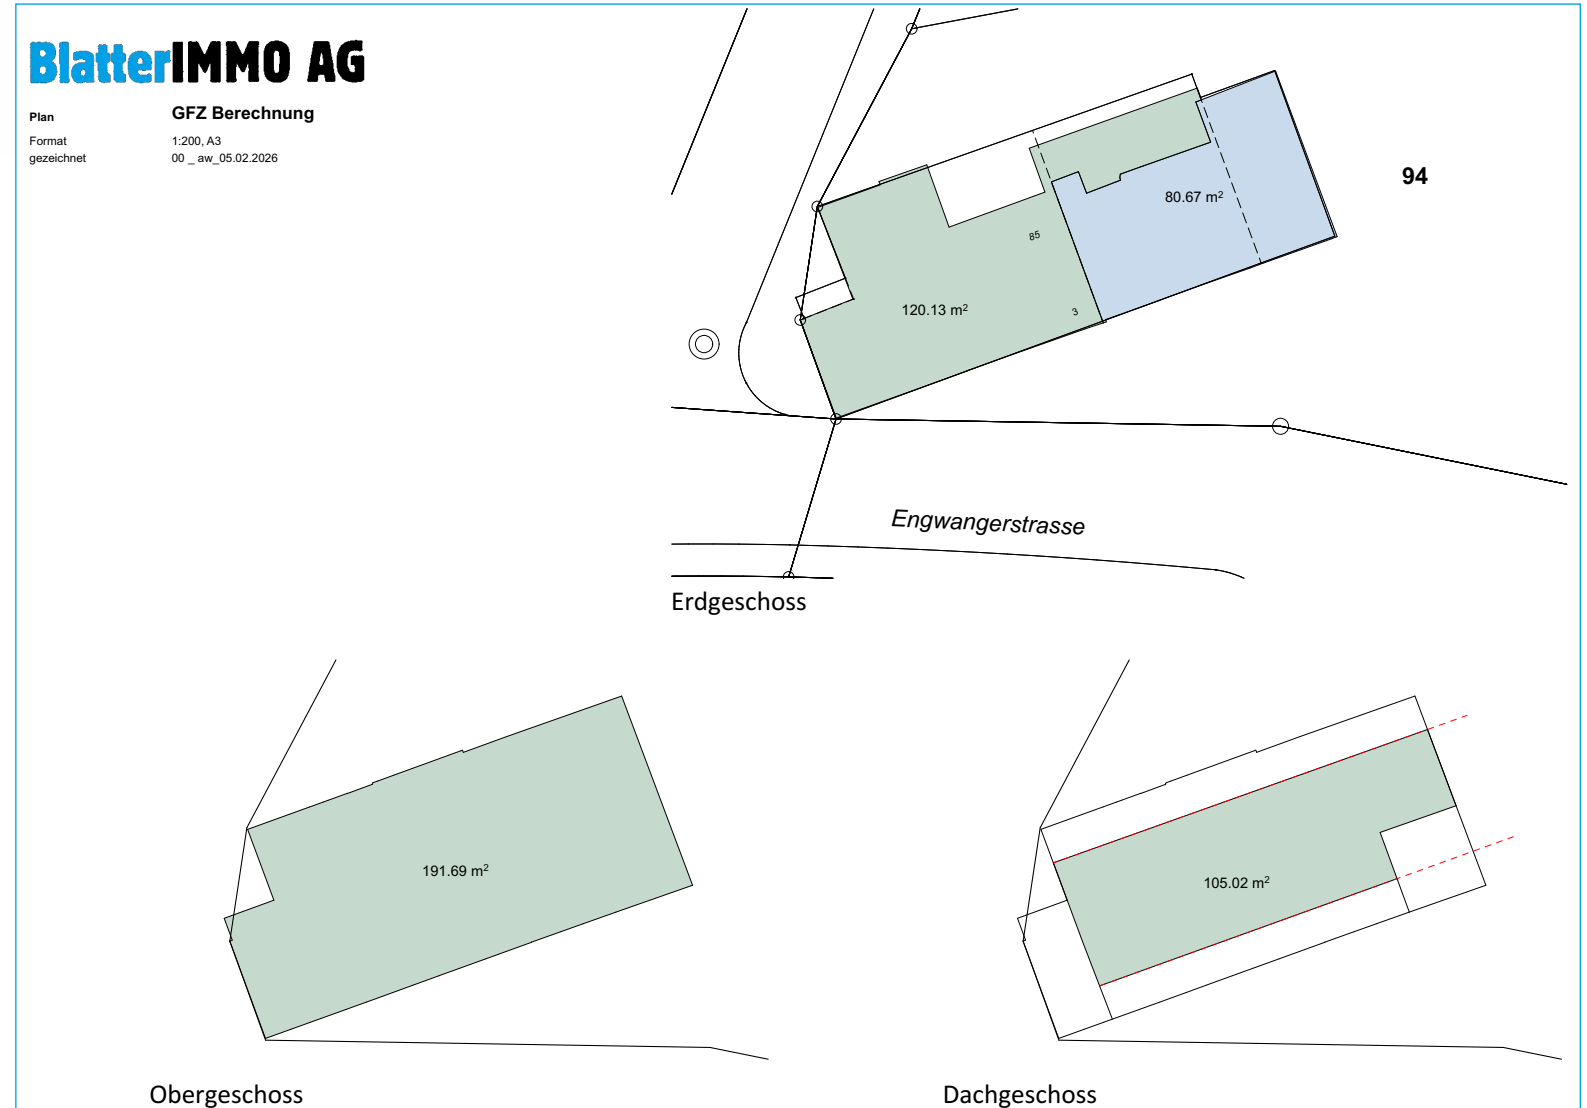 BlatterIMMO AG
Plan GFZ Berechnung
Format 1:200, A3
gezeichnet 00 _ aw_05.02.2026
94
80.67 m²
85
120.13 m²
3
Engwangerstrasse
Erdgeschoss
191.69 m²
105.02 m²
Obergeschoss
Dachgeschoss